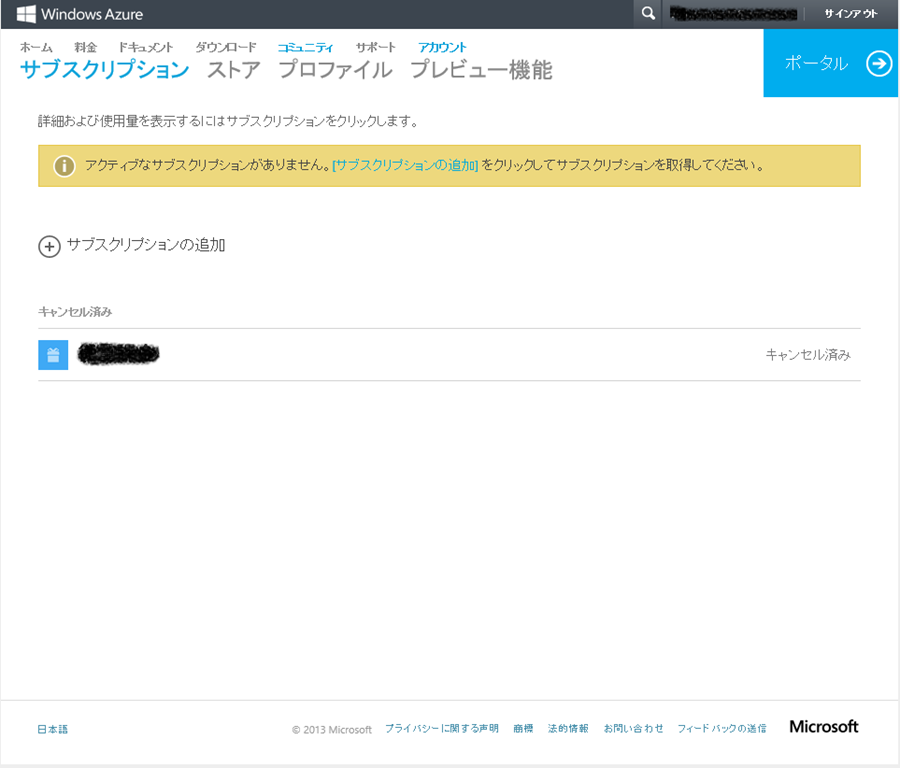 Windows Azure サインアウト
ホーム 料金 ドキュメント ダウンロード コミュニティ サポート アカウント
サブスクリプション ストア プロファイル プレビュー機能
ポータル
詳細および使用量を表示するにはサブスクリプションをクリックします。
アクティブなサブスクリプションがありません。[サブスクリプションの追加] をクリックしてサブスクリプションを取得してください。
サブスクリプションの追加
キャンセル済み
キャンセル済み
日本語 © 2013 Microsoft プライバシーに関する声明 商標 法的情報 お問い合わせ フィードバックの送信 Microsoft